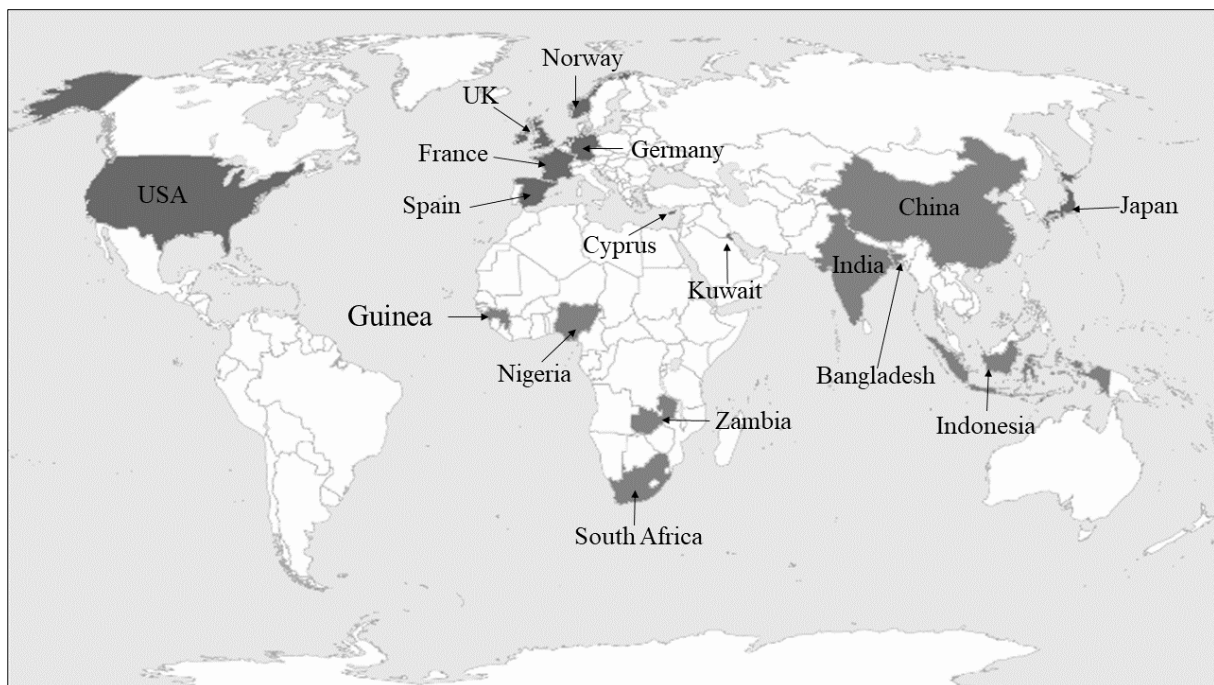 Norway
UK
France
Germany
USA
Spain
China
Japan
Cyprus
India
Kuwait
Guinea
Nigeria
Bangladesh
Zambia
Indonesia
South Africa